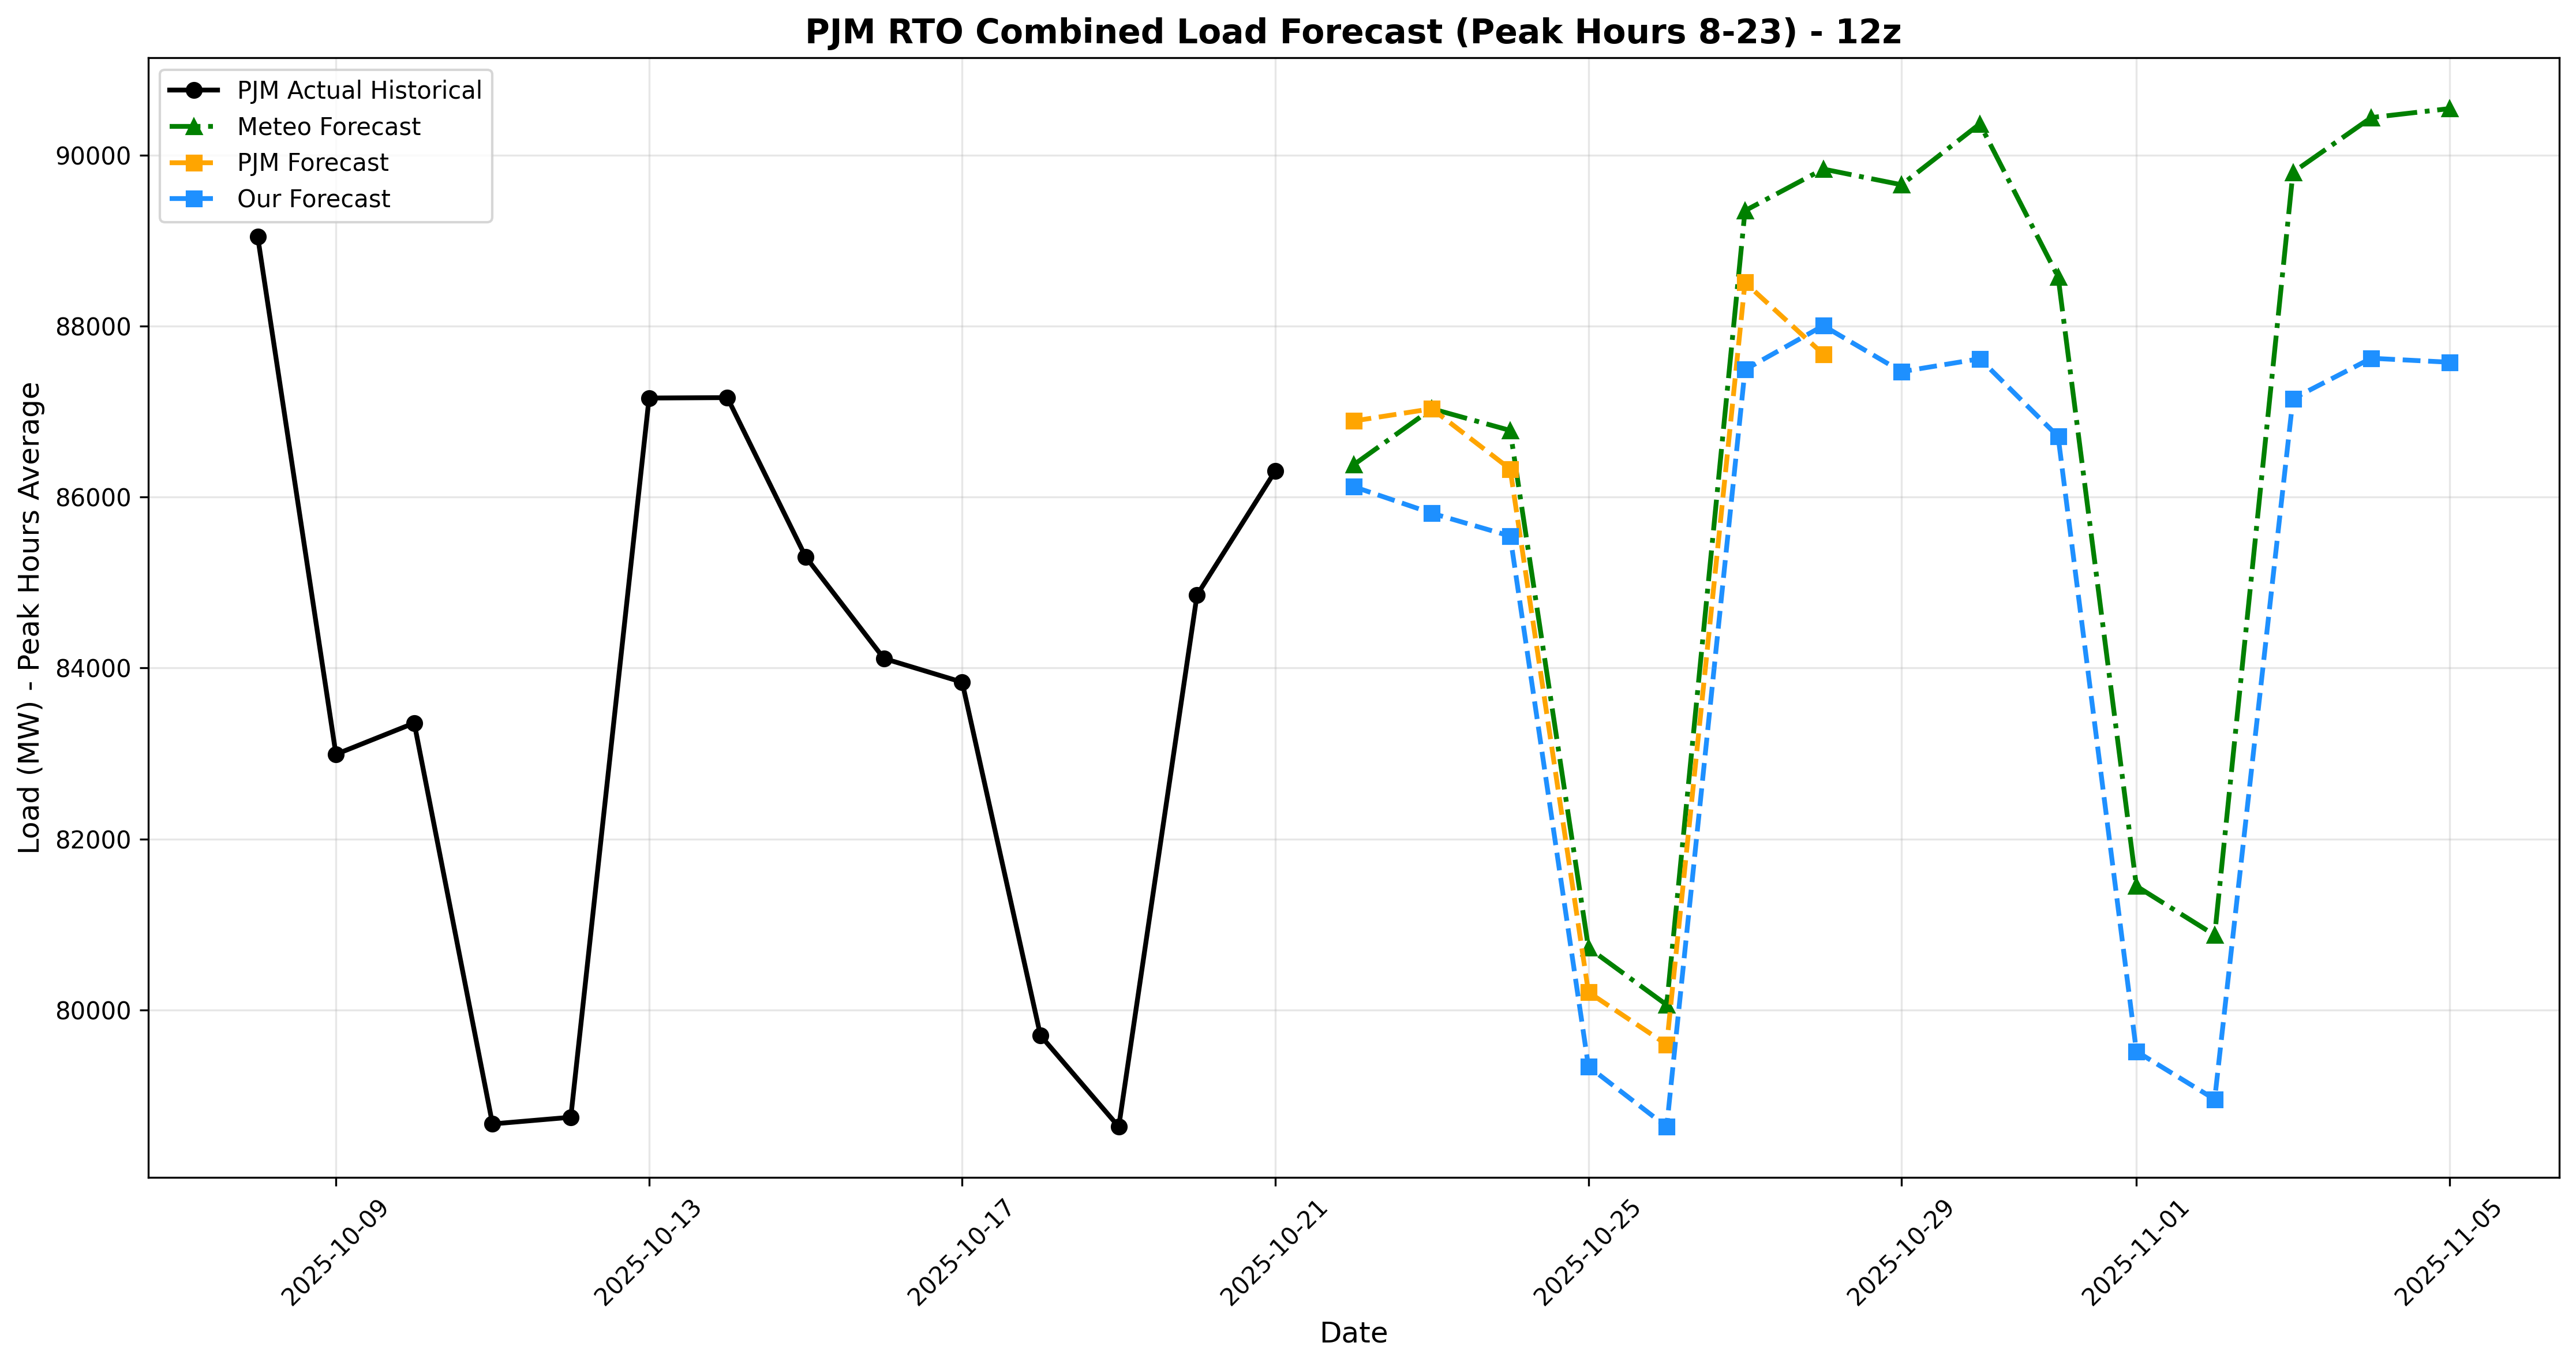 PJM RTO Combined Load Forecast (Peak Hours 8-23) - 12z
PJM Actual Historical
Meteo Forecast
PJM Forecast
Our Forecast
Load (MW) - Peak Hours Average
90000
88000
86000
84000
82000
80000
2025-10-09
2025-10-13
2025-10-17
2025-10-21
2025-10-25
2025-10-29
2025-11-01
2025-11-05
Date